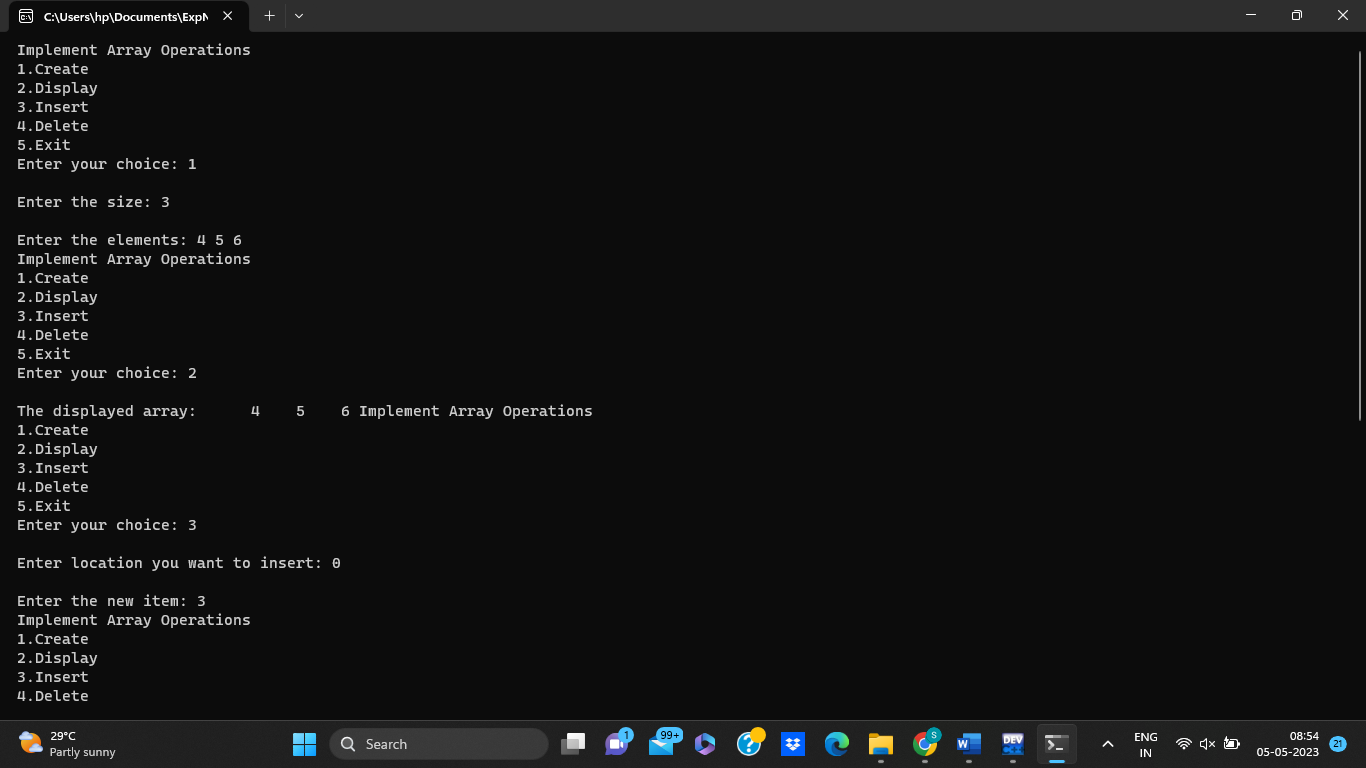 C:\Users\hp\Documents\ExpN
Implement Array Operations
1.Create
2.Display
3.Insert
4.Delete
5.Exit
Enter your choice: 1
Enter the size: 3
Enter the elements: 4 5 6
Implement Array Operations
1.Create
2.Display
3.Insert
4.Delete
5.Exit
Enter your choice: 2
The displayed array:      4    5    6 Implement Array Operations
1.Create
2.Display
3.Insert
4.Delete
5.Exit
Enter your choice: 3
Enter location you want to insert: 0
Enter the new item: 3
Implement Array Operations
1.Create
2.Display
3.Insert
4.Delete
29°C
Partly sunny
Search
1
99+
S
W
DEV
ENG
IN
08:54
05-05-2023
21